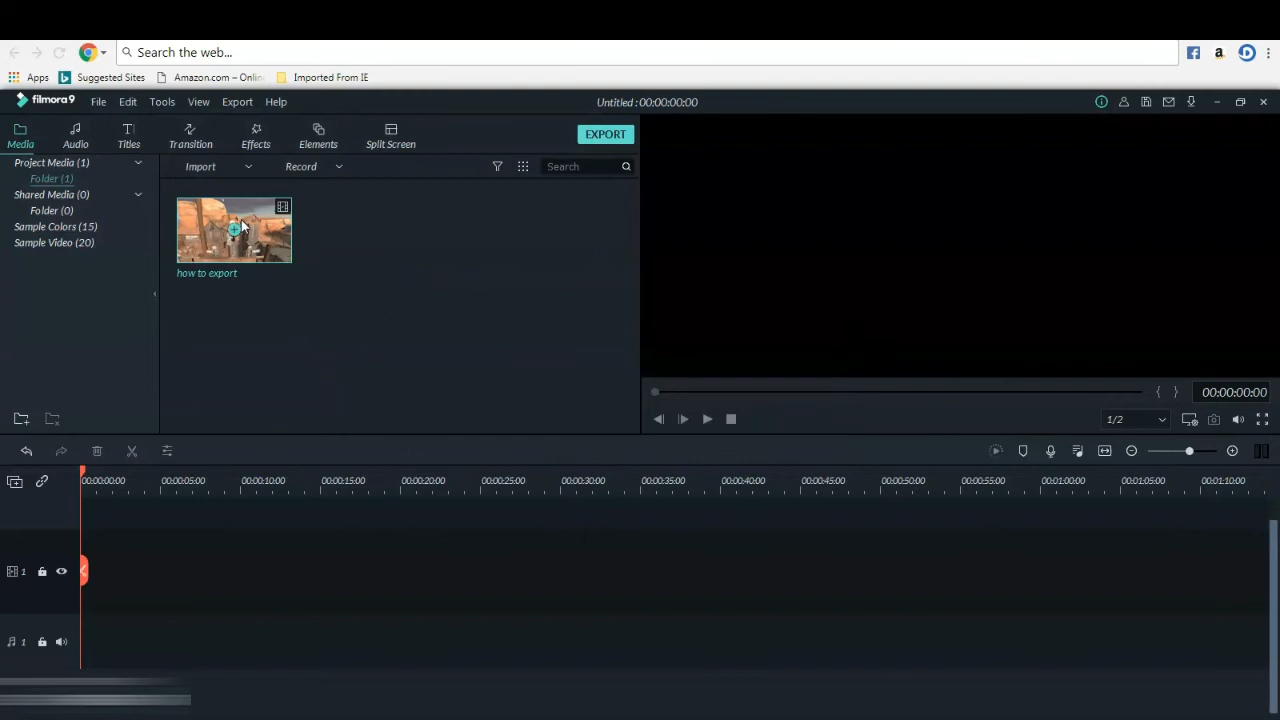 Search the web...
Apps Suggested Sites Amazon.com – Onlin Imported From IE
filmora9 File Edit Tools View Export Help Untitled : 00:00:00:00
Media Audio Titles Transition Effects Elements Split Screen EXPORT
Project Media (1) Import Record Search
Folder (1)
Shared Media (0)
Folder (0)
Sample Colors (15)
Sample Video (20)
how to export
00:00:00:00
1/2
00:00:00:00 00:00:05:00 00:00:10:00 00:00:15:00 00:00:20:00 00:00:25:00 00:00:30:00 00:00:35:00 00:00:40:00 00:00:45:00 00:00:50:00 00:00:55:00 00:01:00:00 00:01:05:00 00:01:10:00
1
1